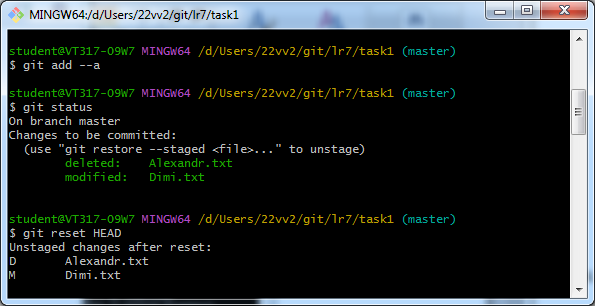 MINGW64:/d/Users/22vv2/git/lr7/task1
student@VT317-09W7 MINGW64 /d/Users/22vv2/git/lr7/task1 (master)
$ git add --a
student@VT317-09W7 MINGW64 /d/Users/22vv2/git/lr7/task1 (master)
$ git status
On branch master
Changes to be committed:
  (use "git restore --staged <file>..." to unstage)
        deleted:    Alexandr.txt
        modified:   Dimi.txt
student@VT317-09W7 MINGW64 /d/Users/22vv2/git/lr7/task1 (master)
$ git reset HEAD
Unstaged changes after reset:
D       Alexandr.txt
M       Dimi.txt